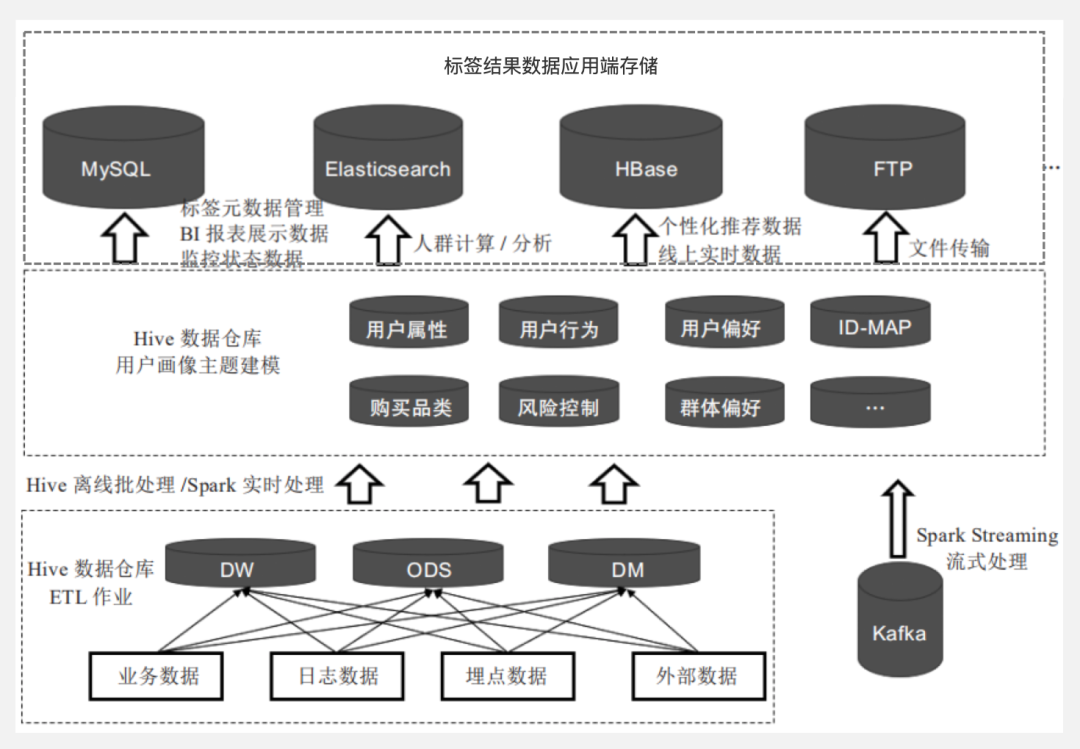 标签结果数据应用端存储
MySQL
Elasticsearch
HBase
FTP
...
标签元数据管理
BI 报表展示数据
监控状态数据
人群计算 / 分析
个性化推荐数据
线上实时数据
文件传输
Hive 数据仓库
用户画像主题建模
用户属性
用户行为
用户偏好
ID-MAP
购买品类
风险控制
群体偏好
...
Hive 离线批处理 /Spark 实时处理
Spark Streaming
流式处理
Hive 数据仓库
ETL 作业
DW
ODS
DM
Kafka
业务数据
日志数据
埋点数据
外部数据